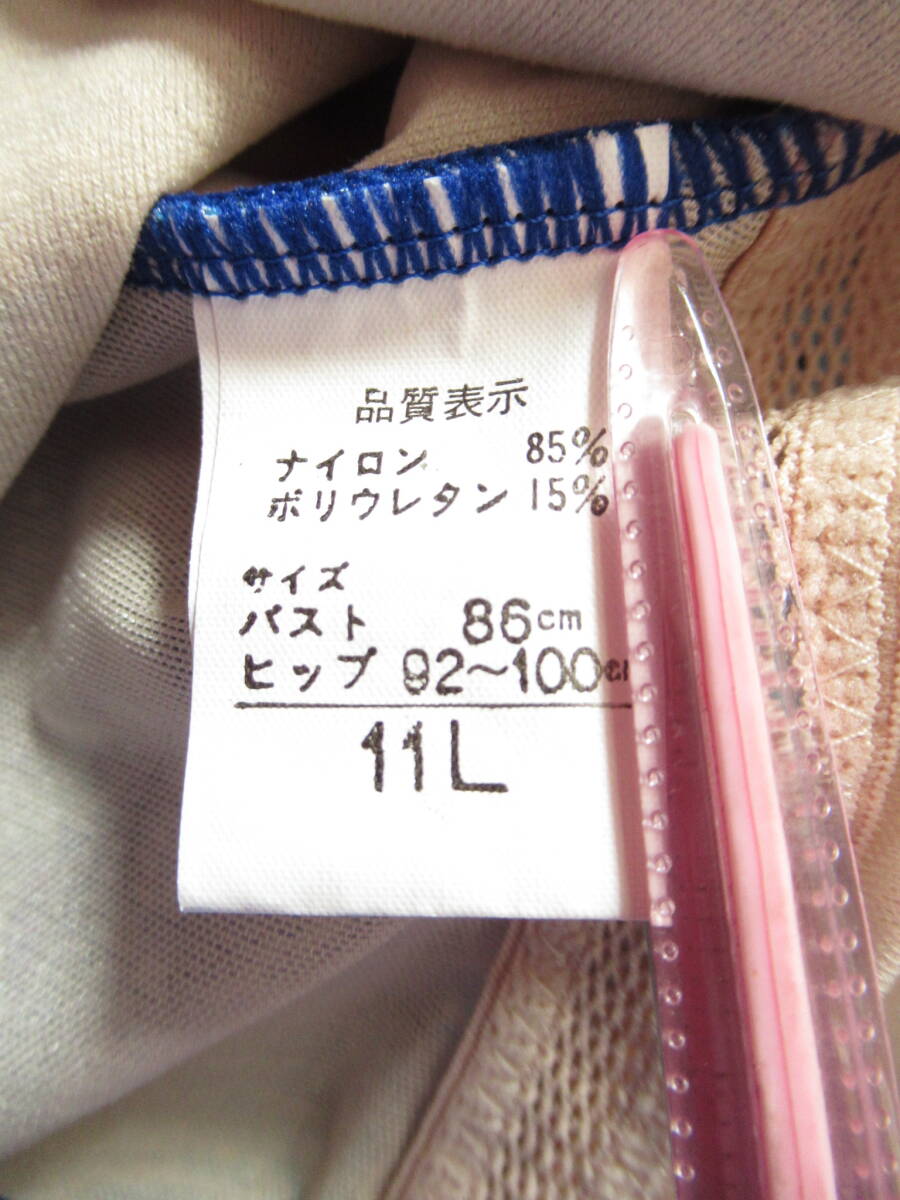 品質表示
ナイロン 85%
ポリウレタン 15%
サイズ
バスト 86cm
ヒップ 92~100c
11L